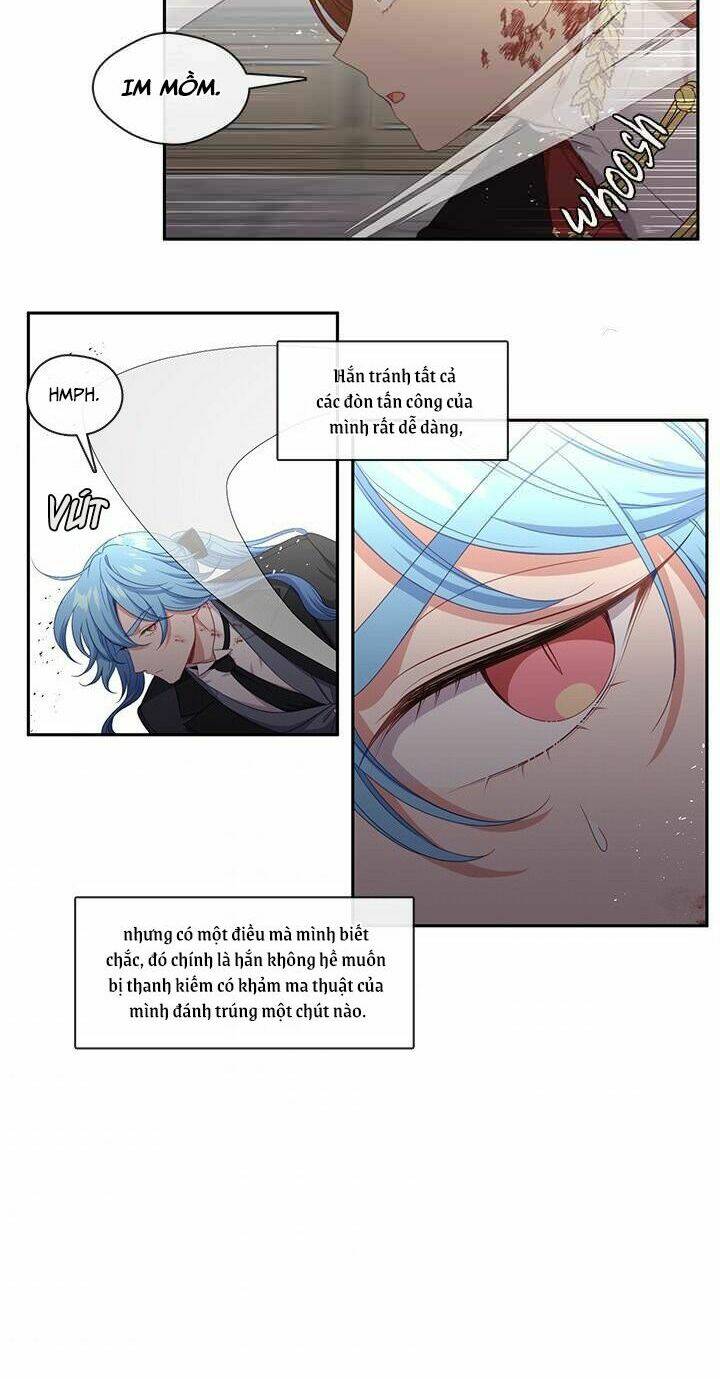 IM MỒM.
WHOOSH
HMPH.
VÚT
Hắn tránh tất cả
các đòn tấn công của
mình rất dễ dàng,
nhưng có một điều mà mình biết
chắc, đó chính là hắn không hề muốn
bị thanh kiếm có khảm ma thuật của
mình đánh trúng một chút nào.